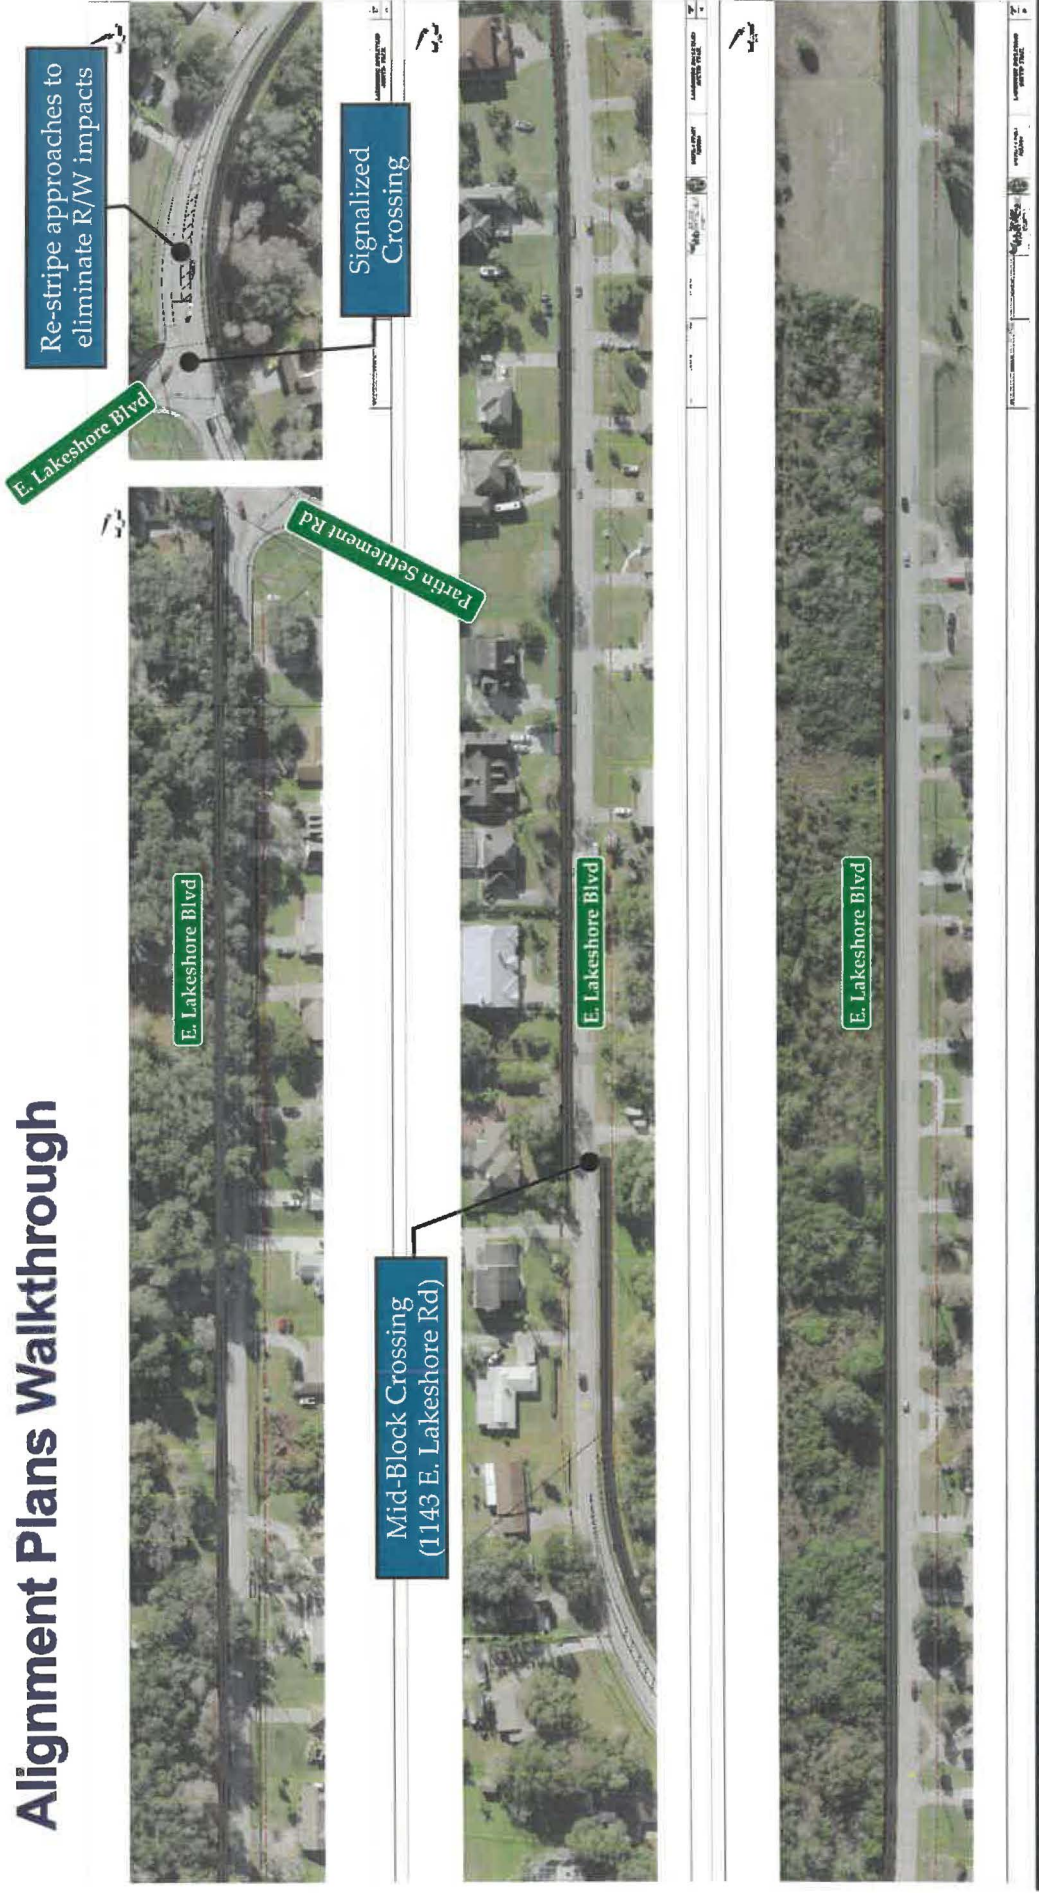 Alignment Plans Walkthrough
E. Lakeshore Blvd
Partin Settlement Rd
E. Lakeshore Blvd
Re-stripe approaches to
eliminate R/W impacts
Signalized
Crossing
Mid-Block Crossing
(1143 E. Lakeshore Rd)
E. Lakeshore Blvd
E. Lakeshore Blvd